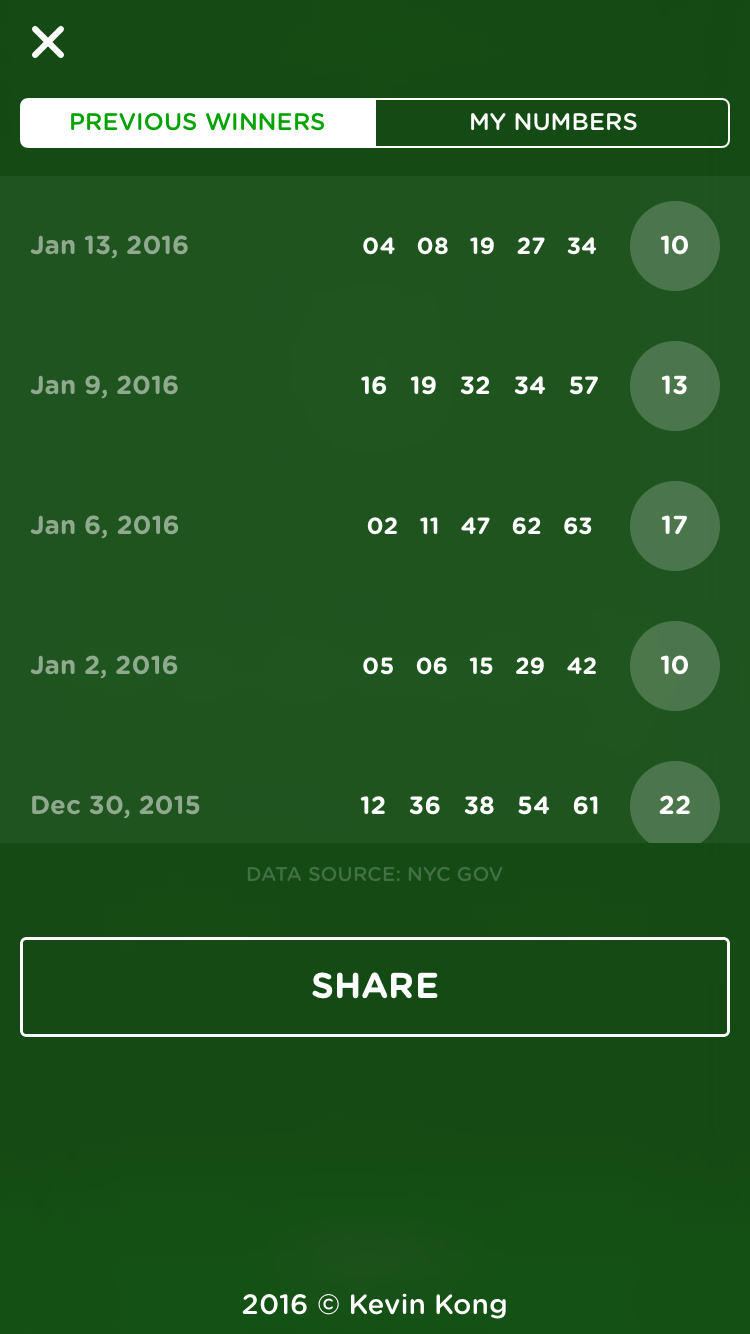 PREVIOUS WINNERS MY NUMBERS
Jan 13, 2016 04 08 19 27 34 10
Jan 9, 2016 16 19 32 34 57 13
Jan 6, 2016 02 11 47 62 63 17
Jan 2, 2016 05 06 15 29 42 10
Dec 30, 2015 12 36 38 54 61 22
DATA SOURCE: NYC GOV
SHARE
2016 © Kevin Kong